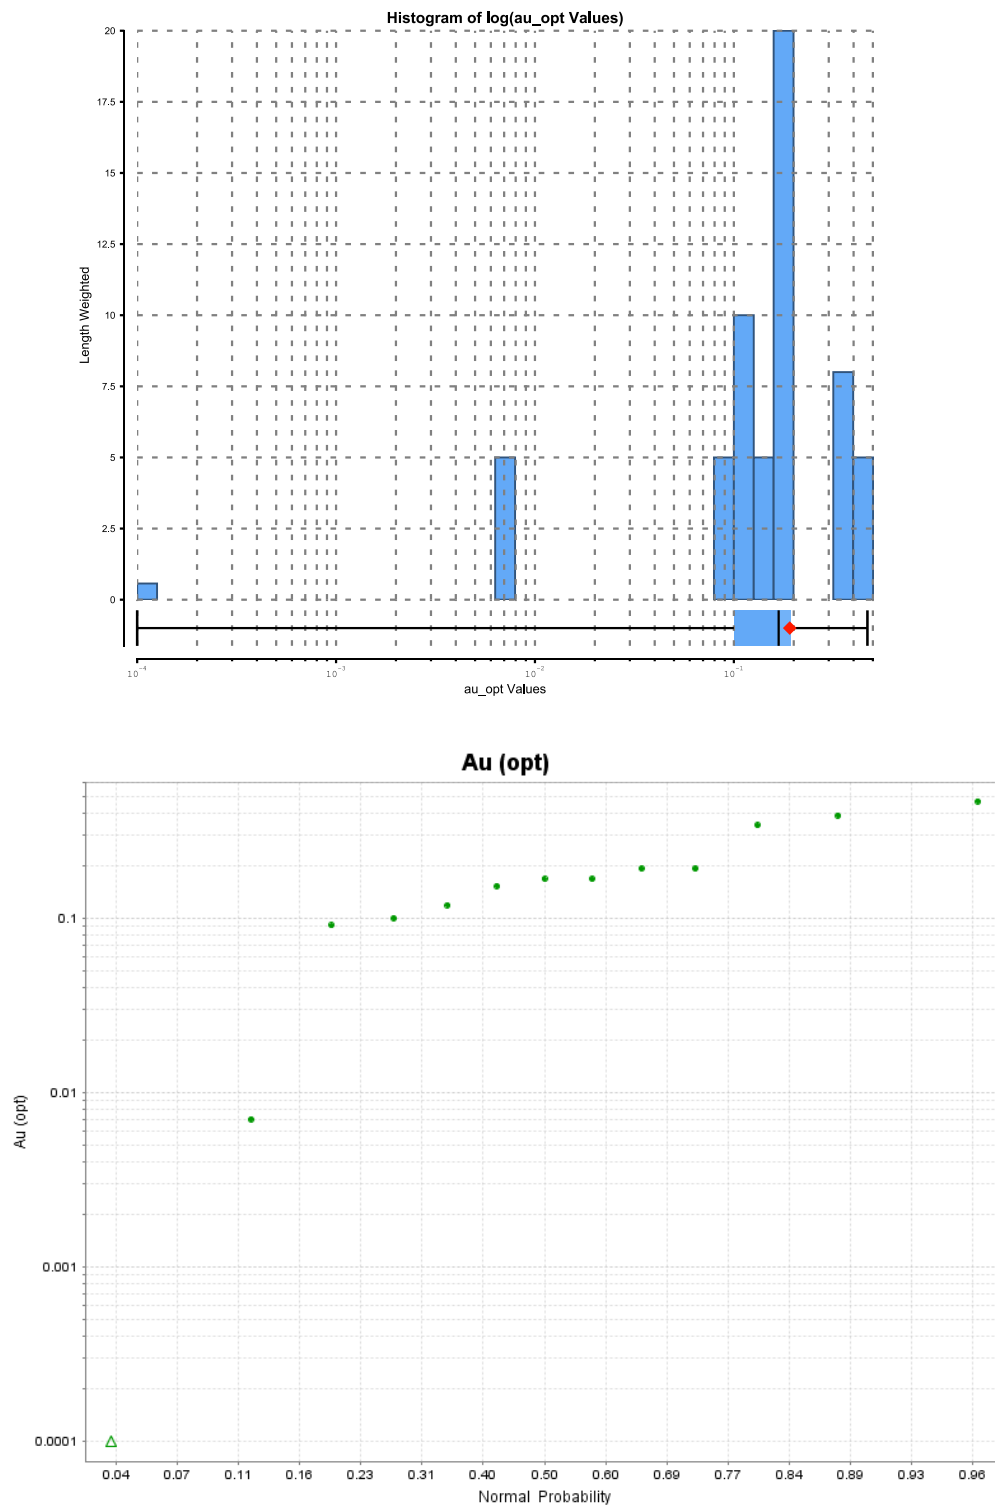 Histogram of log(au_opt Values)
20
17.5
15
12.5
10
7.5
5
2.5
0
Length Weighted
10⁻⁴ 10⁻³ 10⁻² 10⁻¹
au_opt Values
Au (opt)
0.1
0.01
0.001
0.0001
Au (opt)
0.04 0.07 0.11 0.16 0.23 0.31 0.40 0.50 0.60 0.69 0.77 0.84 0.89 0.93 0.96
Normal Probability